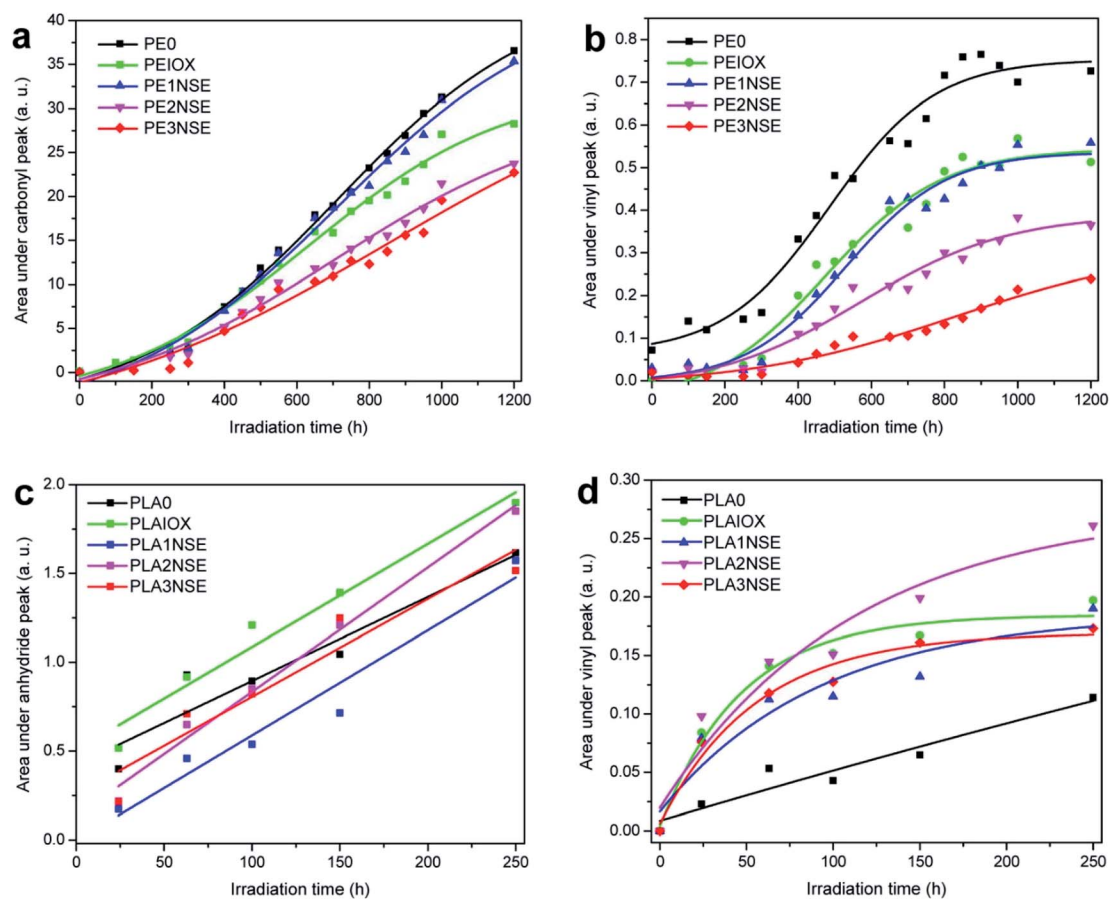 a
PE0
PEIOX
PE1NSE
PE2NSE
PE3NSE
Area under carbonyl peak (a. u.)
40
35
30
25
20
15
10
5
0
0 200 400 600 800 1000 1200
Irradiation time (h)
b
PE0
PEIOX
PE1NSE
PE2NSE
PE3NSE
Area under vinyl peak (a. u.)
0.8
0.7
0.6
0.5
0.4
0.3
0.2
0.1
0.0
0 200 400 600 800 1000 1200
Irradiation time (h)
c
PLA0
PLAIOX
PLA1NSE
PLA2NSE
PLA3NSE
Area under anhydride peak (a. u.)
2.0
1.5
1.0
0.5
0.0
0 50 100 150 200 250
Irradiation time (h)
d
PLA0
PLAIOX
PLA1NSE
PLA2NSE
PLA3NSE
Area under vinyl peak (a. u.)
0.30
0.25
0.20
0.15
0.10
0.05
0.00
0 50 100 150 200 250
Irradiation time (h)